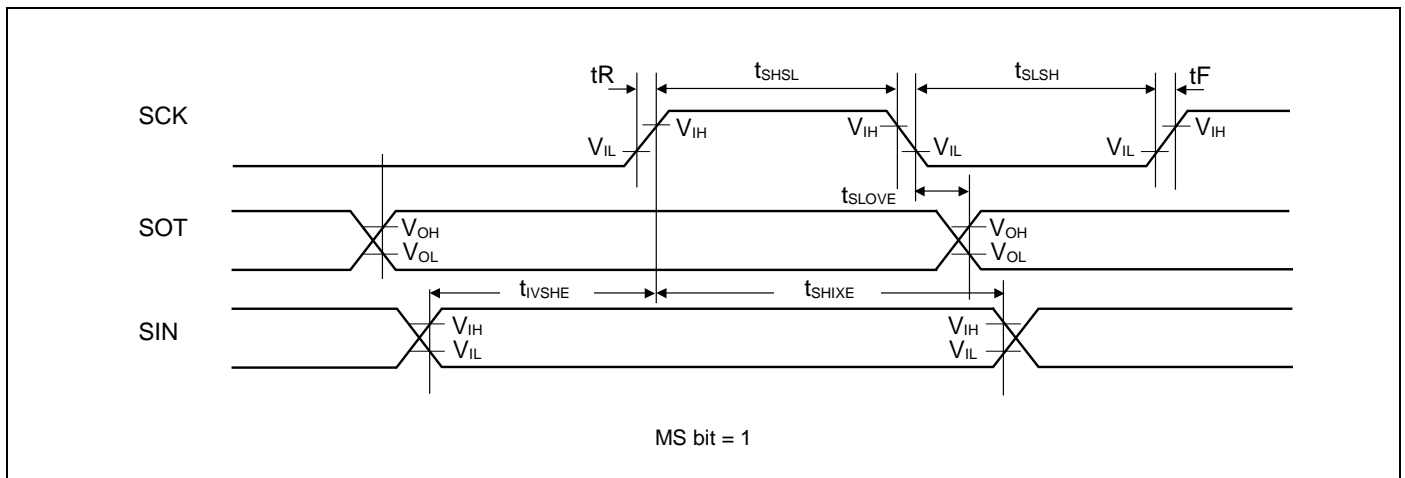 tR
tSHSL
tSLSH
tF
SCK
VIH
VIH
VIH
VIL
VIL
VIL
tSLOVE
SOT
VOH
VOH
VOL
VOL
tIVSHE
tSHIXE
SIN
VIH
VIH
VIL
VIL
MS bit = 1